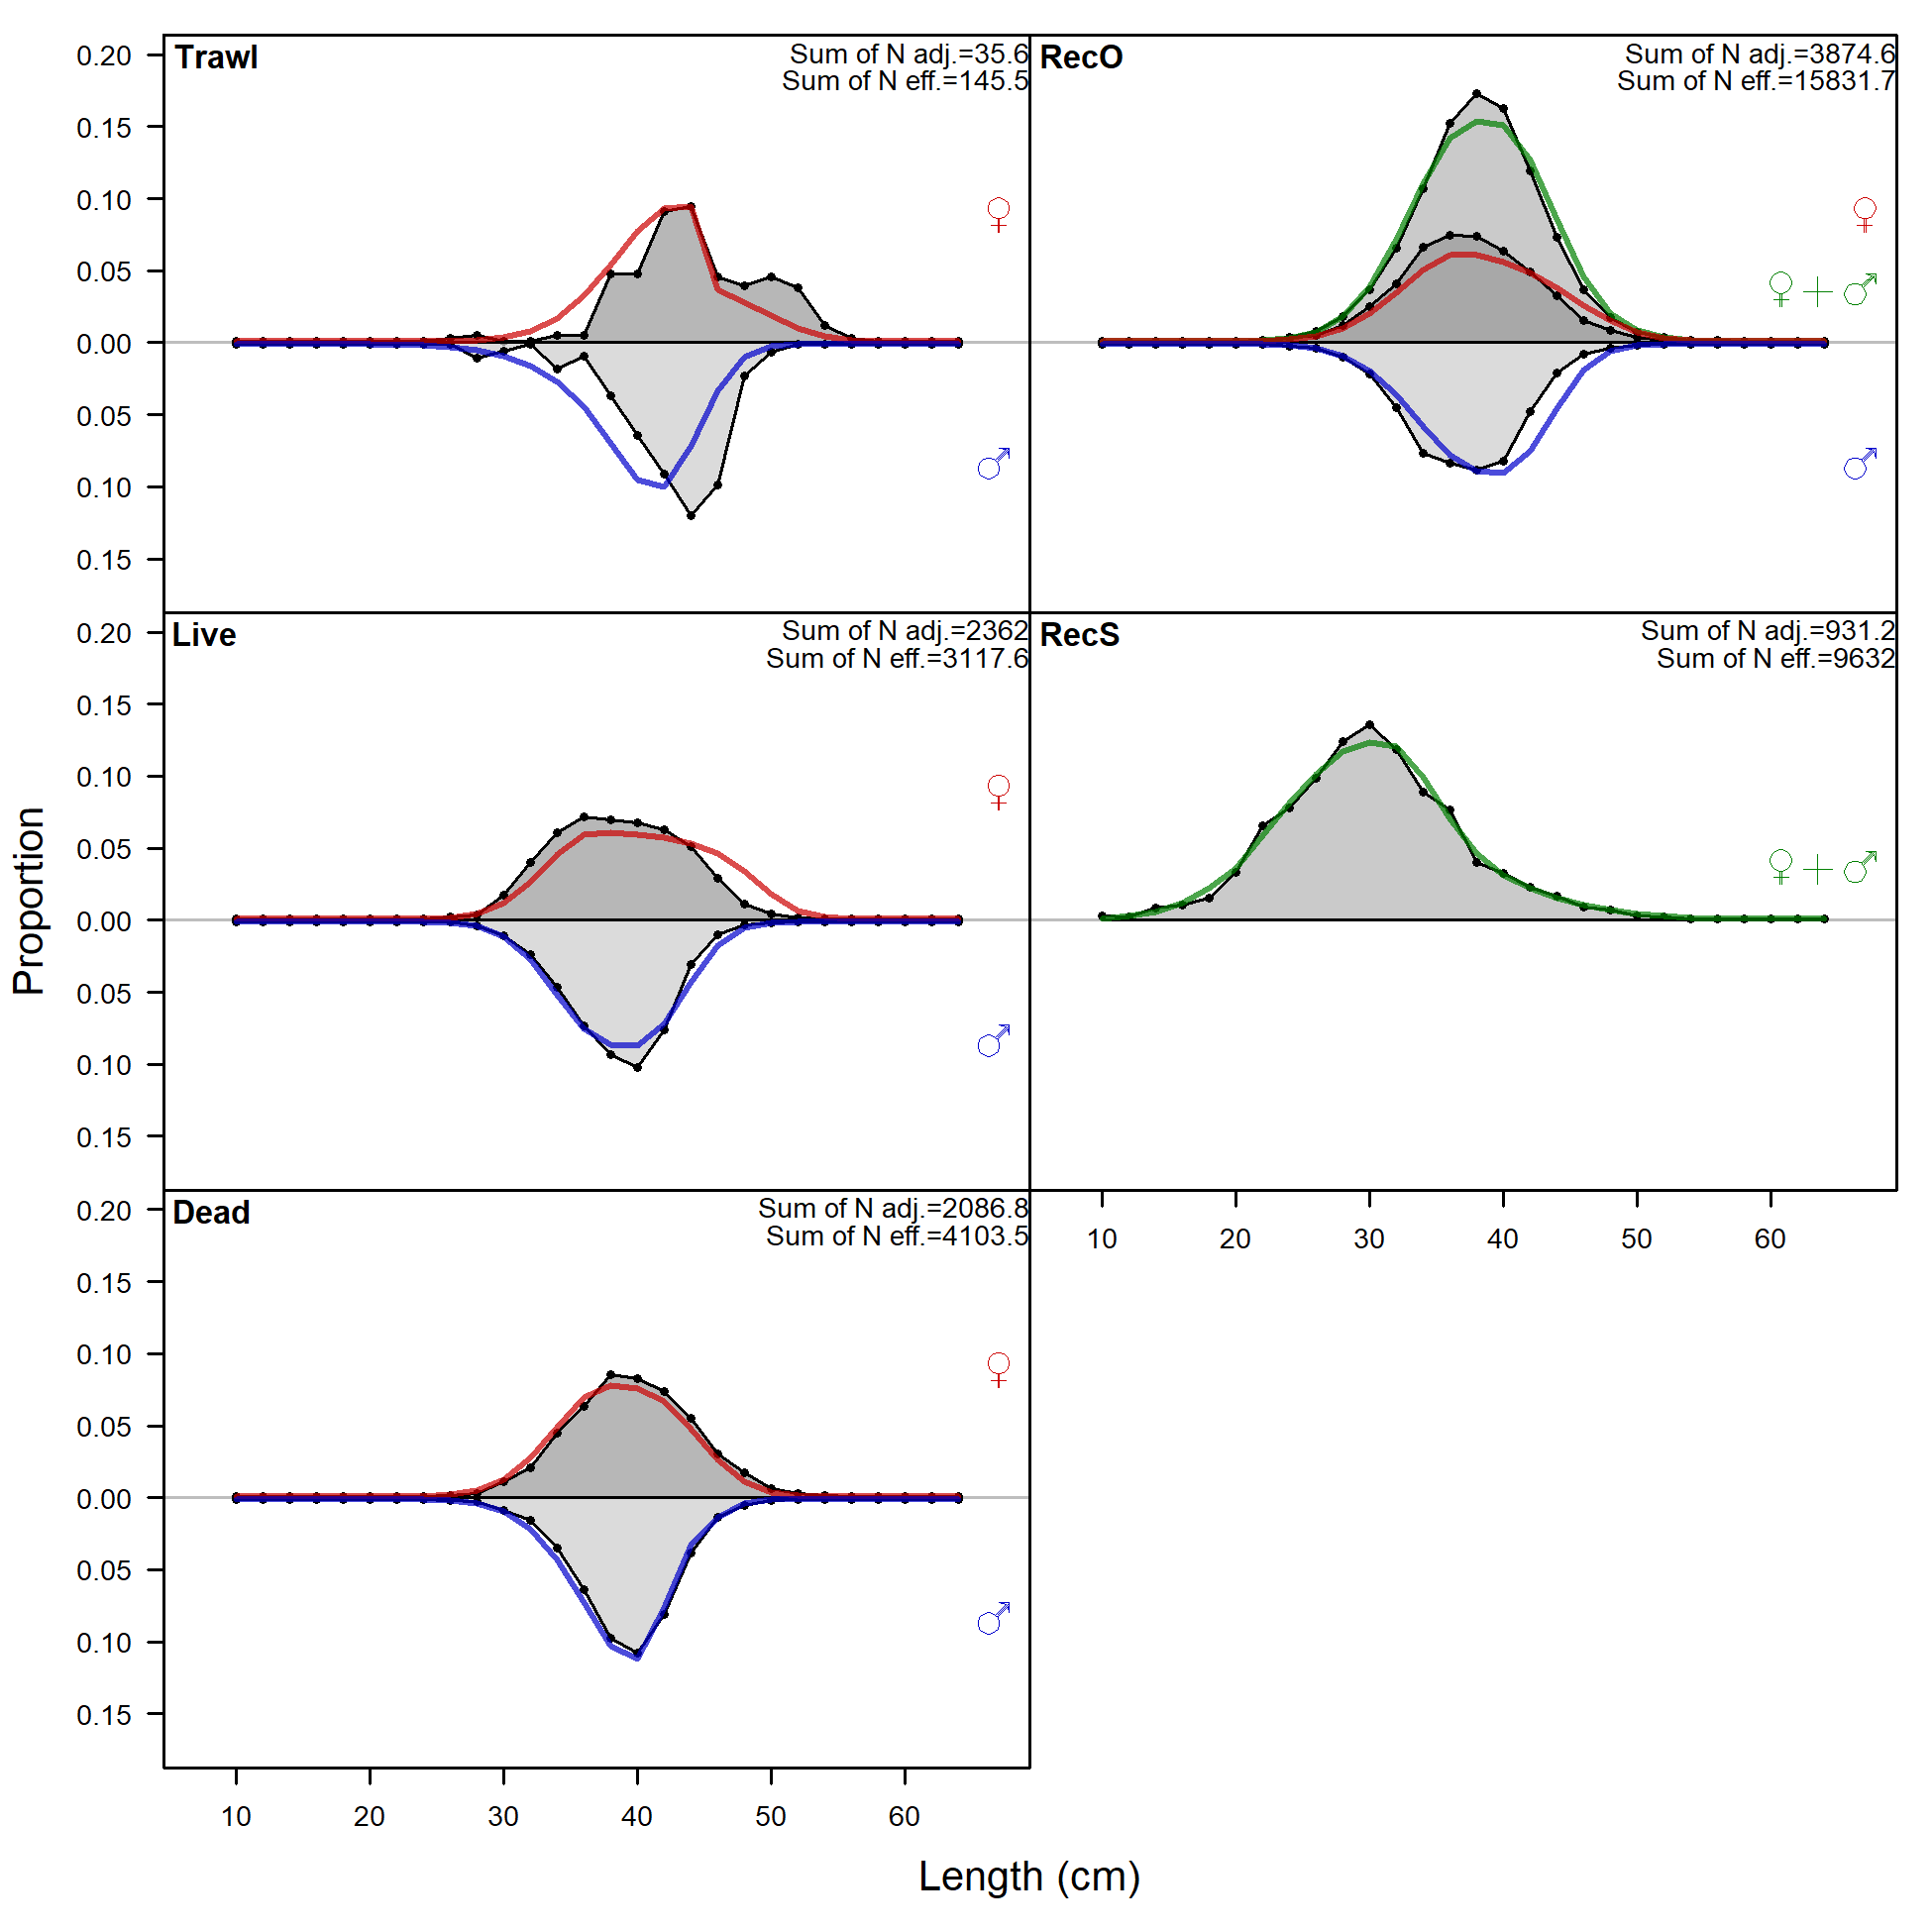 Trawl
Sum of N adj.=35.6
Sum of N eff.=145.5
0.20
0.15
0.10
0.05
0.00
0.05
0.10
0.15
♀
♂
RecO
Sum of N adj.=3874.6
Sum of N eff.=15831.7
♀
♀+♂
♂
Live
Sum of N adj.=2362
Sum of N eff.=3117.6
0.20
0.15
0.10
0.05
0.00
0.05
0.10
0.15
♀
♂
RecS
Sum of N adj.=931.2
Sum of N eff.=9632
♀+♂
10 20 30 40 50 60
Dead
Sum of N adj.=2086.8
Sum of N eff.=4103.5
0.20
0.15
0.10
0.05
0.00
0.05
0.10
0.15
♀
♂
10 20 30 40 50 60
Proportion
Length (cm)